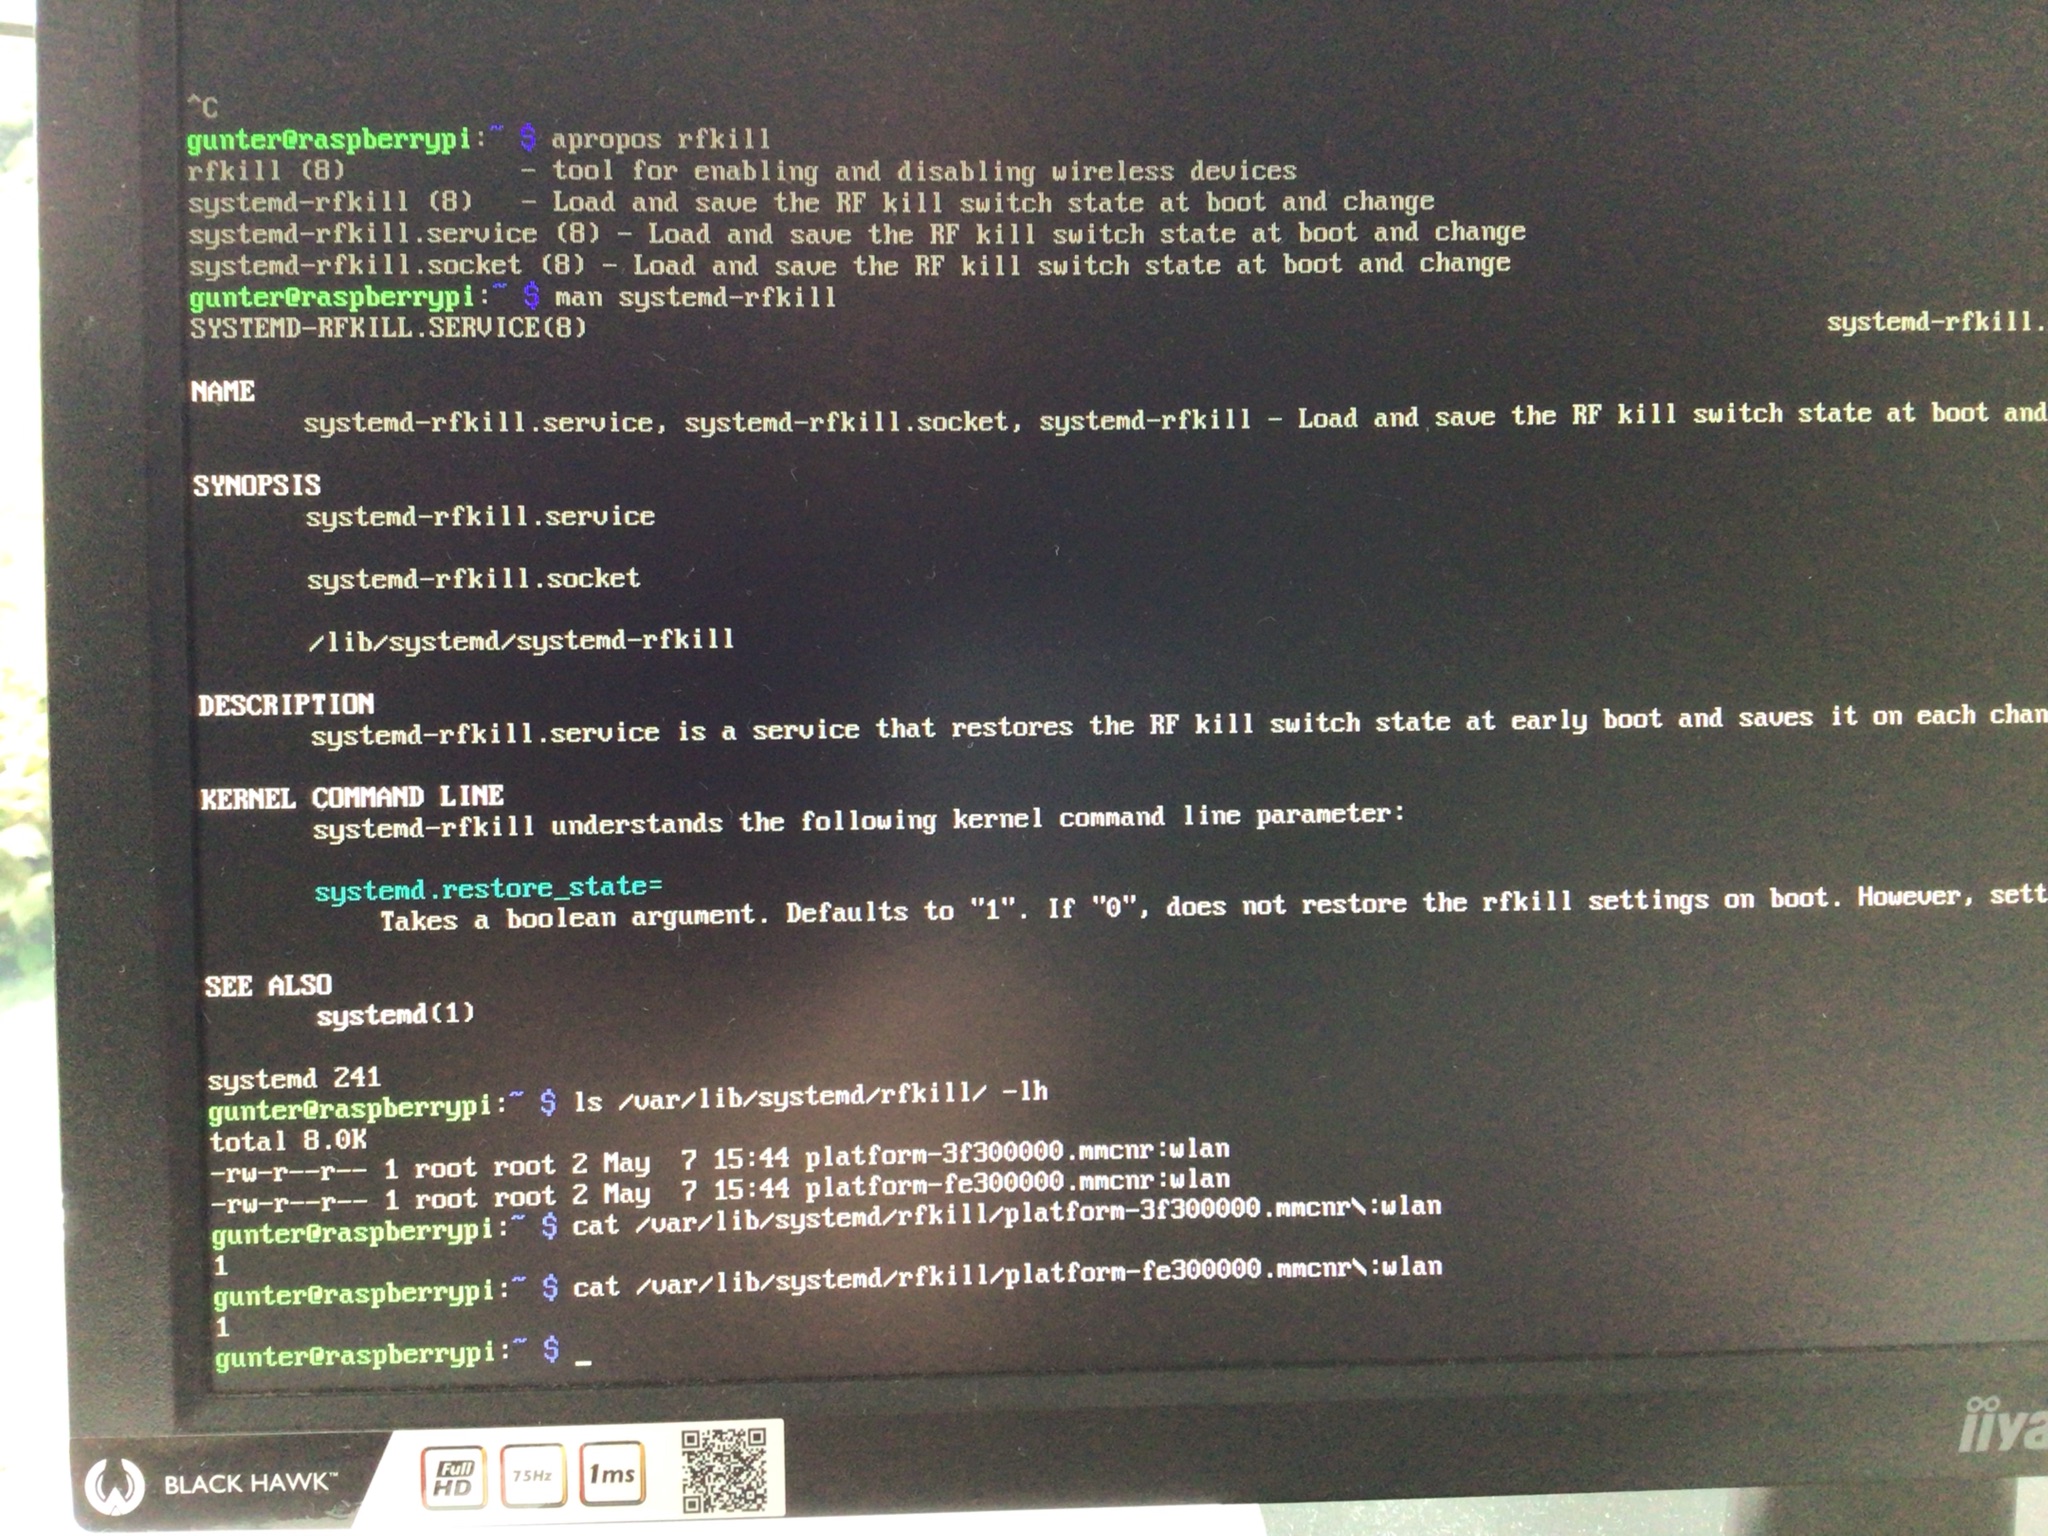 ^C
gunter@raspberrypi:~ $ apropos rfkill
rfkill (8)           - tool for enabling and disabling wireless devices
systemd-rfkill (8)   - Load and save the RF kill switch state at boot and change
systemd-rfkill.service (8) - Load and save the RF kill switch state at boot and change
systemd-rfkill.socket (8) - Load and save the RF kill switch state at boot and change
gunter@raspberrypi:~ $ man systemd-rfkill
SYSTEMD-RFKILL.SERVICE(8) systemd-rfkill.
NAME
systemd-rfkill.service, systemd-rfkill.socket, systemd-rfkill - Load and save the RF kill switch state at boot and
SYNOPSIS
systemd-rfkill.service
systemd-rfkill.socket
/lib/systemd/systemd-rfkill
DESCRIPTION
systemd-rfkill.service is a service that restores the RF kill switch state at early boot and saves it on each chan
KERNEL COMMAND LINE
systemd-rfkill understands the following kernel command line parameter:
systemd.restore_state=
Takes a boolean argument. Defaults to "1". If "0", does not restore the rfkill settings on boot. However, sett
SEE ALSO
systemd(1)
systemd 241
gunter@raspberrypi:~ $ ls /var/lib/systemd/rfkill/ -lh
total 8.0K
-rw-r--r-- 1 root root 2 May  7 15:44 platform-3f300000.mmcnr:wlan
-rw-r--r-- 1 root root 2 May  7 15:44 platform-fe300000.mmcnr:wlan
gunter@raspberrypi:~ $ cat /var/lib/systemd/rfkill/platform-3f300000.mmcnr\:wlan
1
gunter@raspberrypi:~ $ cat /var/lib/systemd/rfkill/platform-fe300000.mmcnr\:wlan
1
gunter@raspberrypi:~ $ _
iiya
BLACK HAWK™
Full HD
75Hz
1ms